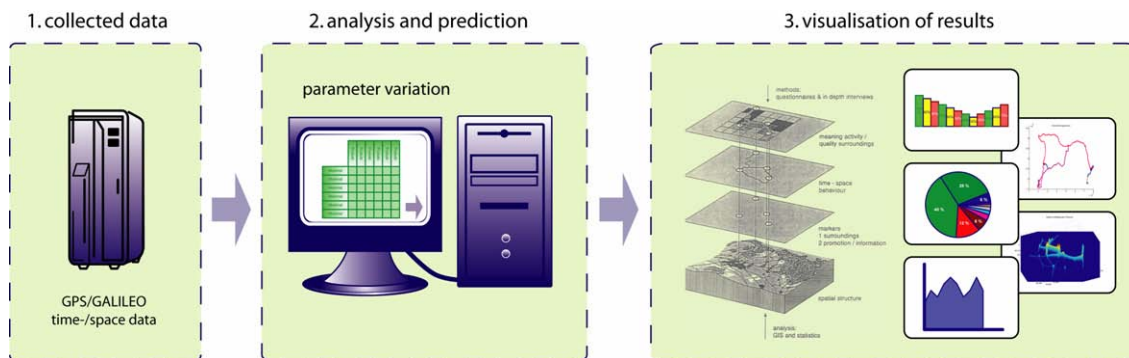 1. collected data
GPS/GALILEO
time-/space data
2. analysis and prediction
parameter variation
3. visualisation of results
methods;
questionnaires & in depth interviews
meaning activity /
quality surroundings
time - space
behaviour
markers
1 surroundings
2 promotion / information
spatial structure
analysis:
GIS and statistics